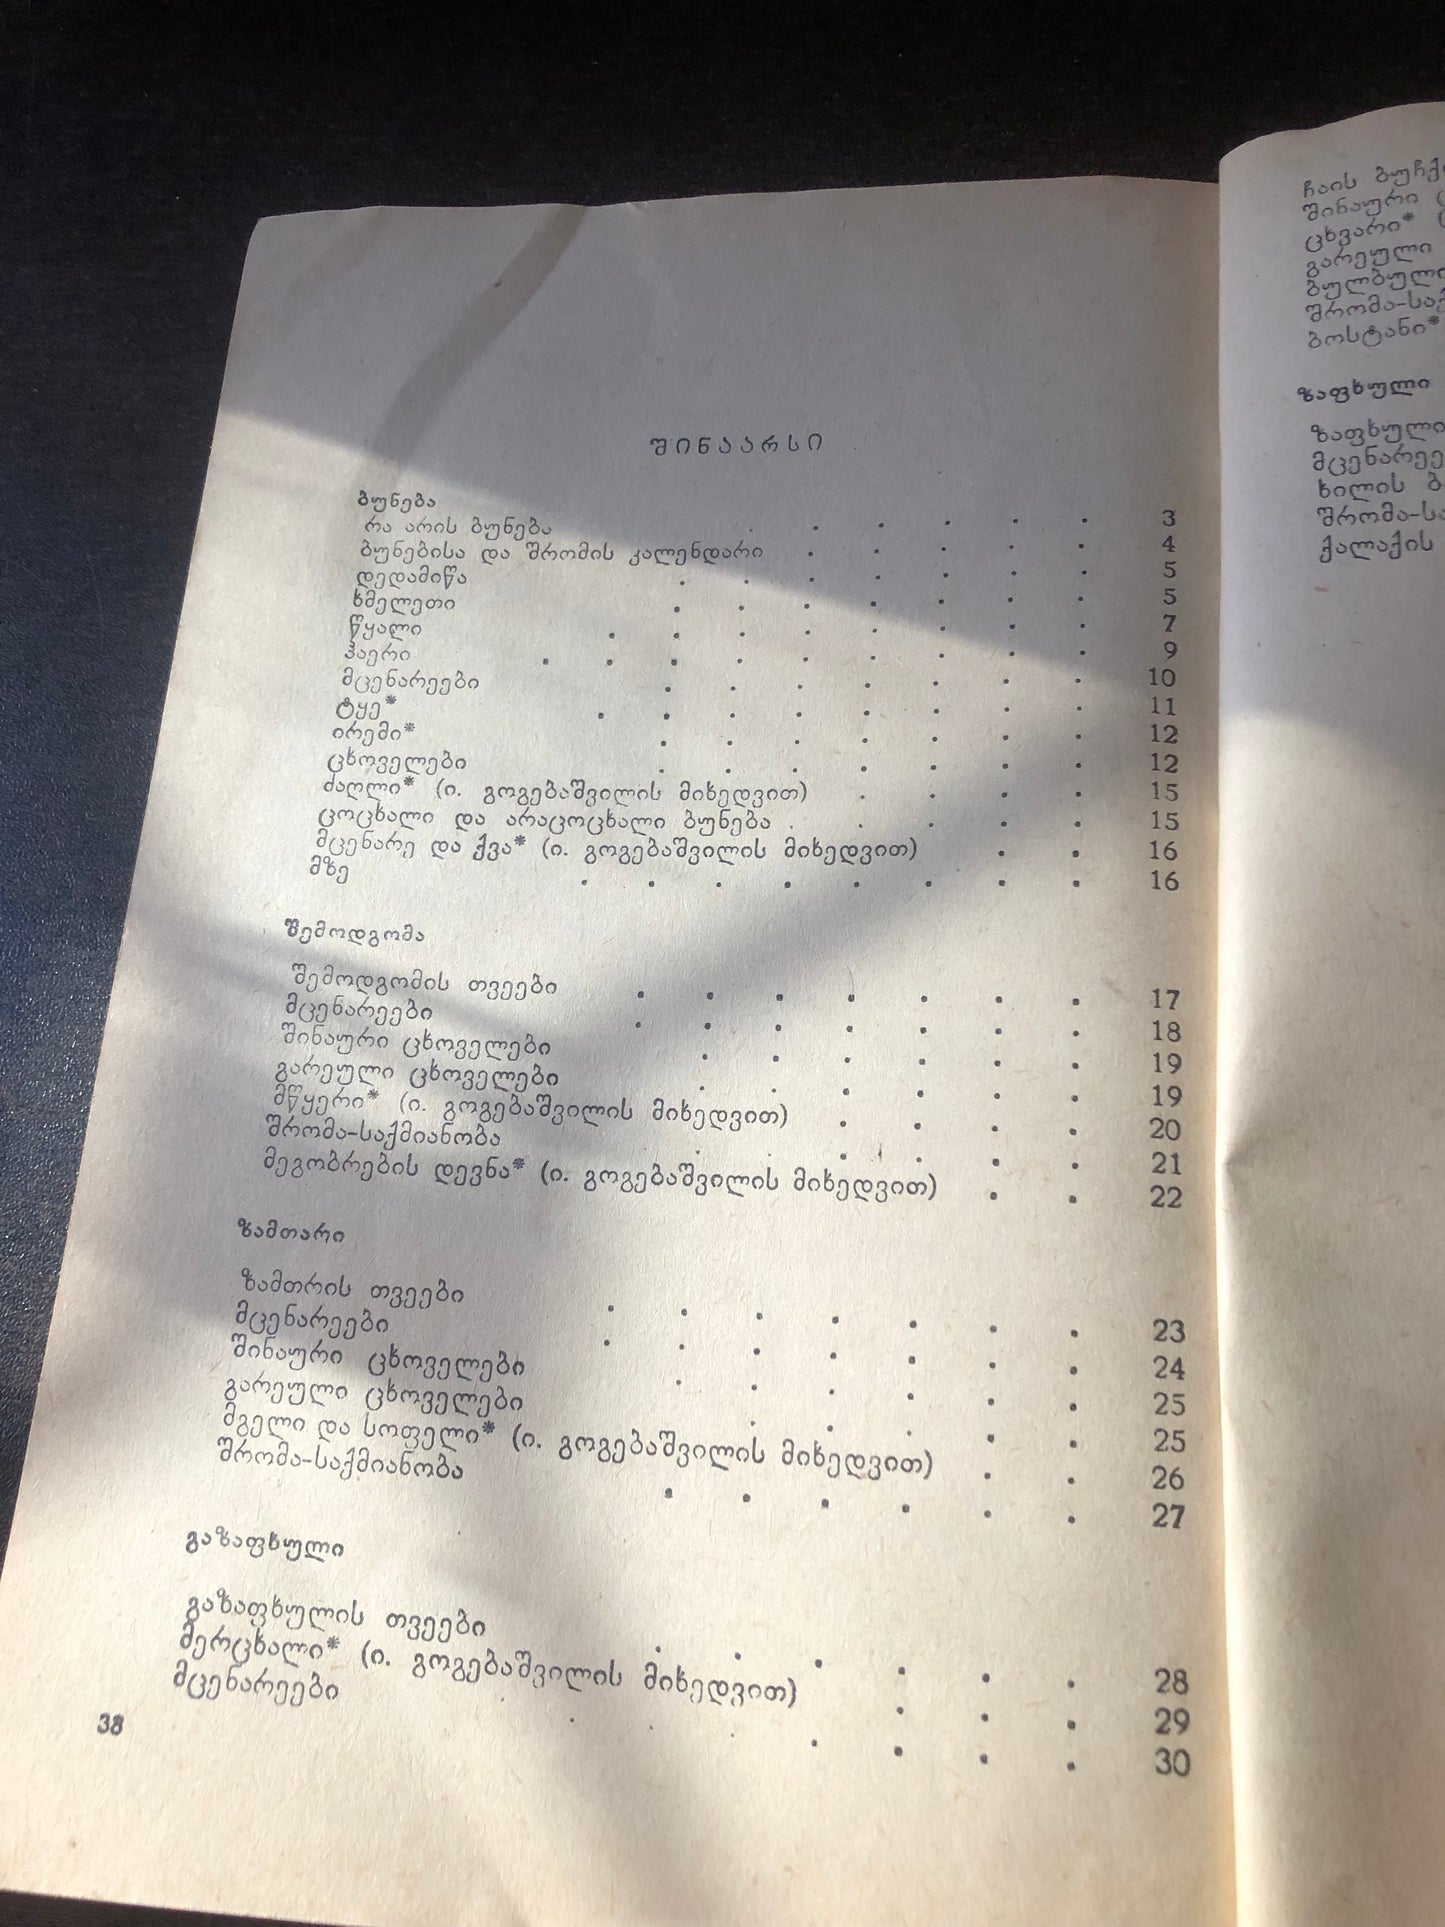 შინაარსი
ბუნება
რა არის ბუნება . . . . . 3
ბუნებისა და შრომის კალენდარი . . . . . 4
დედამიწა . . . . . . . 5
ხმელეთი . . . . . . . 5
წყალი . . . . . . . . 7
ჰაერი . . . . . . . . . 9
მცენარეები . . . . . . . 10
ტყე* . . . . . . . . 11
ირემი* . . . . . . . 12
ცხოველები . . . . . . . 12
ძაღლი* (ი. გოგებაშვილის მიხედვით) . . . . 15
ცოცხალი და არაცოცხალი ბუნება . . . . . 15
მცენარე და ქვა* (ი. გოგებაშვილის მიხედვით) . . 16
მზე . . . . . . . . 16
შემოდგომა
შემოდგომის თვეები . . . . . . . 17
მცენარეები . . . . . . . 18
შინაური ცხოველები . . . . . . 19
გარეული ცხოველები . . . . . . 19
მწყერი* (ი. გოგებაშვილის მიხედვით) . . . . 20
შრომა-საქმიანობა . . . . . . 21
მეგობრების დევნა* (ი. გოგებაშვილის მიხედვით) . . 22
ზამთარი
ზამთრის თვეები . . . . . . . 23
მცენარეები . . . . . . . 24
შინაური ცხოველები . . . . . . 25
გარეული ცხოველები . . . . . 25
მგელი და სოფელი* (ი. გოგებაშვილის მიხედვით) . . 26
შრომა-საქმიანობა . . . . . . 27
გაზაფხული
გაზაფხულის თვეები . . . . . . 28
მერცხალი* (ი. გოგებაშვილის მიხედვით) . . . 29
მცენარეები . . . . . . 30
38
ჩაის
შინაური
ცხვარი*
გარეული
ბოსტანი*
ზაფხული
ხილის
ქალაქის